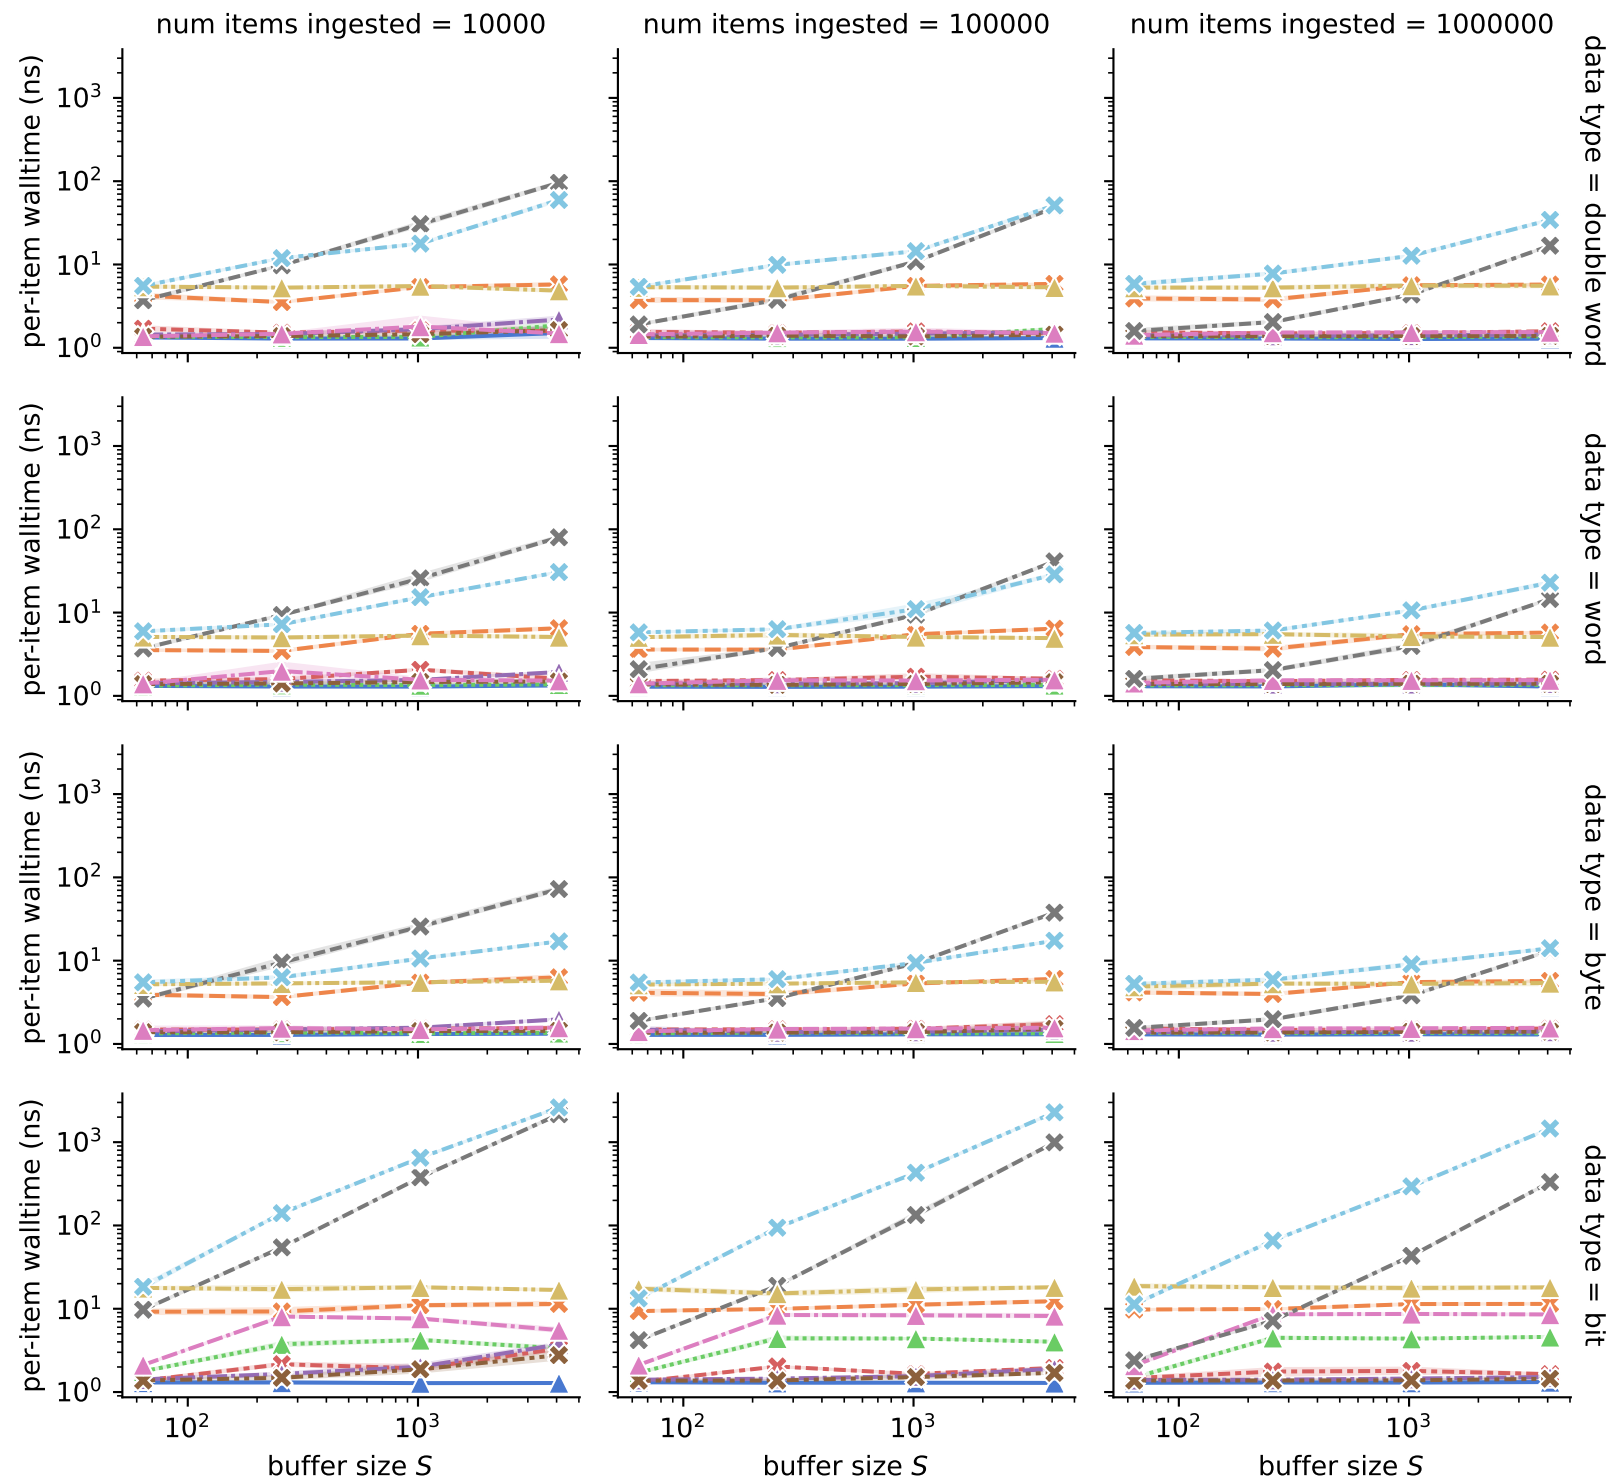 num items ingested = 10000
num items ingested = 100000
num items ingested = 1000000
per-item walltime (ns)
10³
10²
10¹
10⁰
data type = double word
per-item walltime (ns)
10³
10²
10¹
10⁰
data type = word
per-item walltime (ns)
10³
10²
10¹
10⁰
data type = byte
per-item walltime (ns)
10³
10²
10¹
10⁰
data type = bit
10² 10³
10² 10³
10² 10³
buffer size S
buffer size S
buffer size S